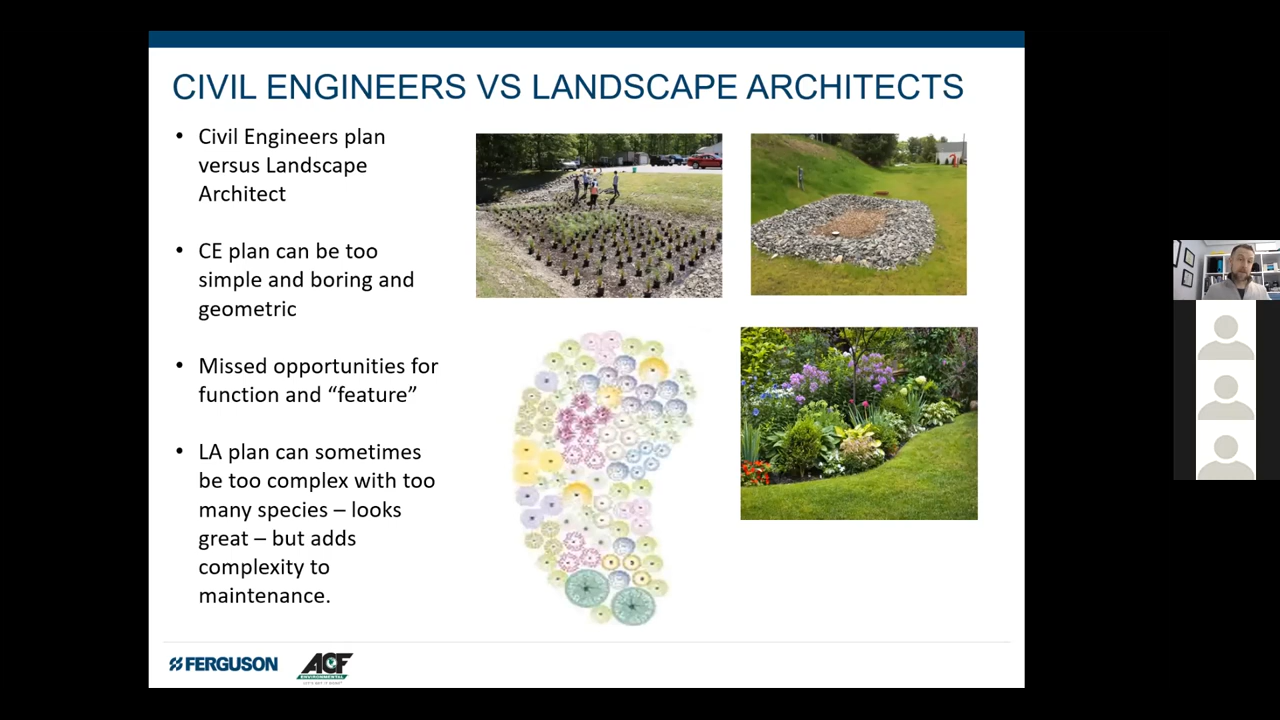 CIVIL ENGINEERS VS LANDSCAPE ARCHITECTS
• Civil Engineers plan
versus Landscape
Architect
• CE plan can be too
simple and boring and
geometric
• Missed opportunities for
function and “feature”
• LA plan can sometimes
be too complex with too
many species – looks
great – but adds
complexity to
maintenance.
FERGUSON
ACF
ENVIRONMENTAL